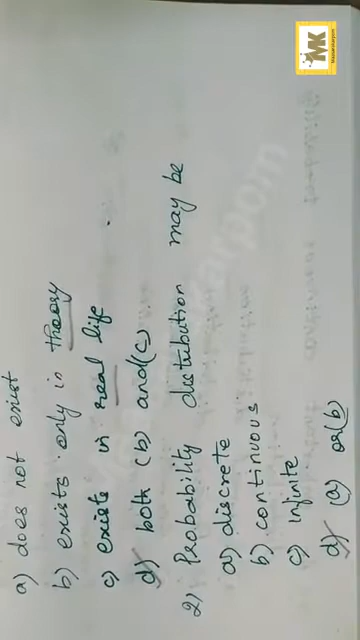 a) does not exist
b) exists only in theory
c) exists in real life
d) both (b) and (c)
2) Probability distribution may be
a) discrete
b) continuous
c) infinite
d) (a) or (b)
MK